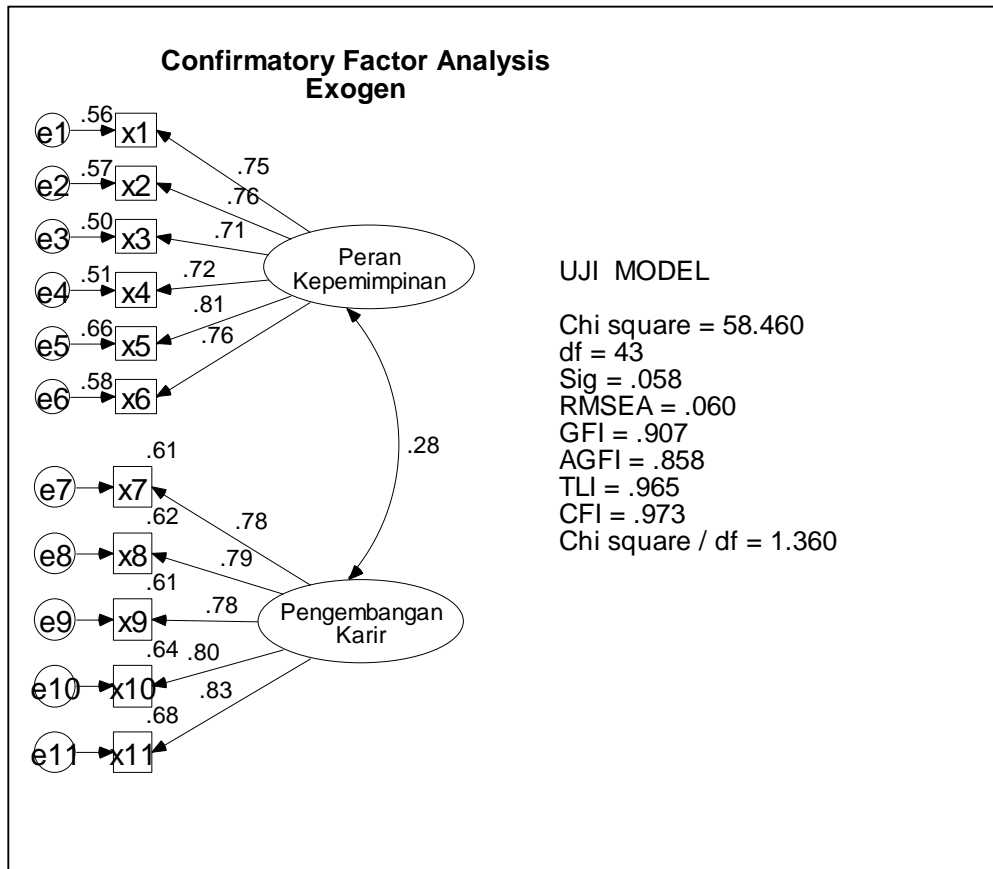 Confirmatory Factor Analysis
Exogen
.56
e1 x1
.75
.57
e2 x2
.76
.50
e3 x3
.71
.51
e4 x4
.72
.66
e5 x5
.81
.58
e6 x6
.76
Peran
Kepemimpinan
.28
.61
e7 x7
.78
.62
e8 x8
.79
.61
e9 x9
.78
.64
e10 x10
.80
.68
e11 x11
.83
Pengembangan
Karir
UJI MODEL
Chi square = 58.460
df = 43
Sig = .058
RMSEA = .060
GFI = .907
AGFI = .858
TLI = .965
CFI = .973
Chi square / df = 1.360